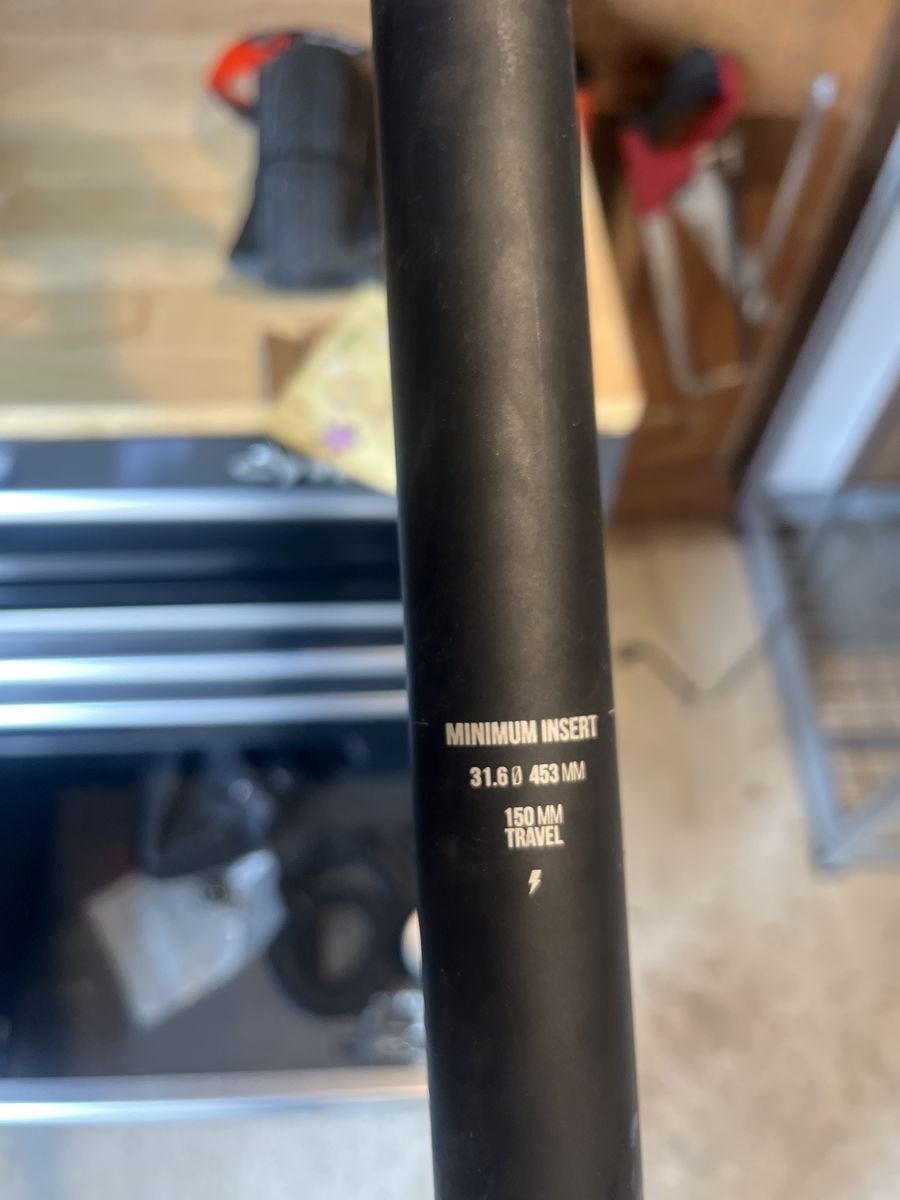 MINIMUM INSERT
31.6 Ø 453 MM
150 MM
TRAVEL